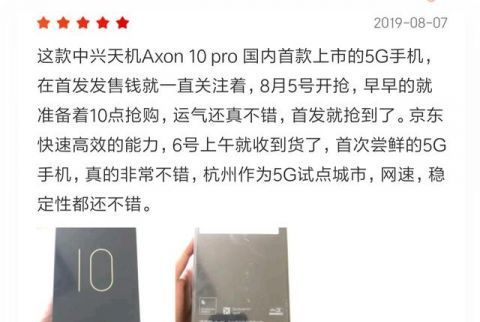 2019-08-07
这款中兴天机Axon 10 pro 国内首款上市的5G手机，
在首发发售钱就一直关注着，8月5号开抢，早早的就
准备着10点抢购，运气还真不错，首发就抢到了。京东
快速高效的能力，6号上午就收到货了，首次尝鲜的5G
手机，真的非常不错，杭州作为5G试点城市，网速，稳
定性都还不错。
10